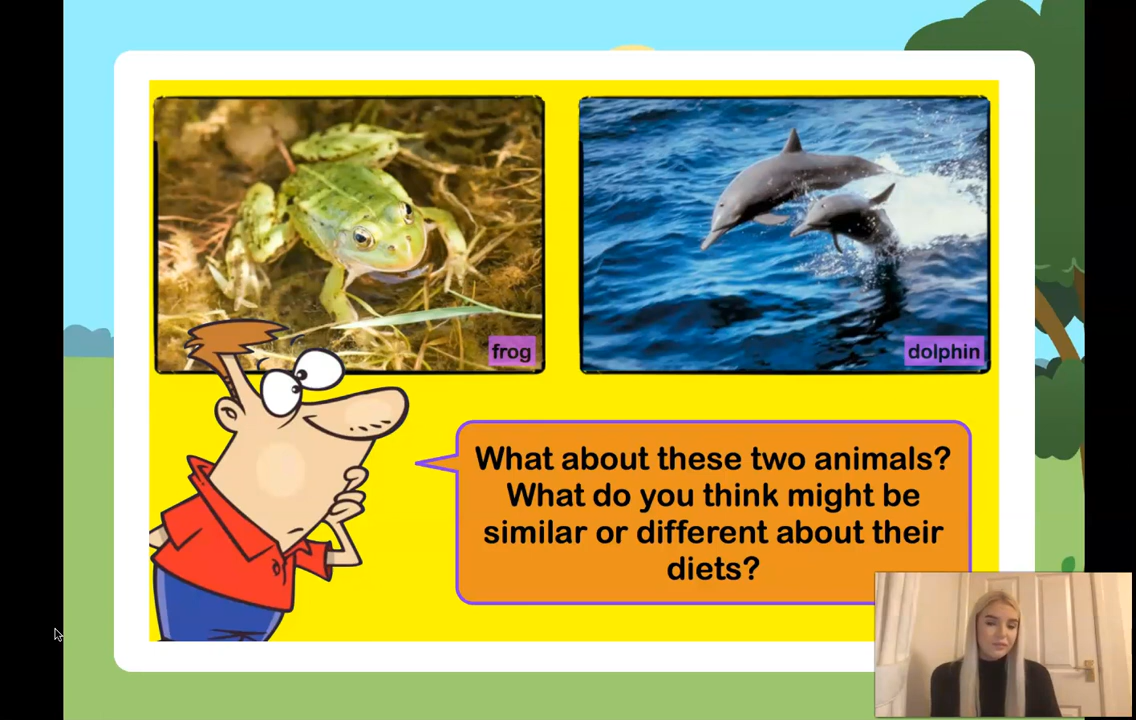 frog
dolphin
What about these two animals?
What do you think might be
similar or different about their
diets?